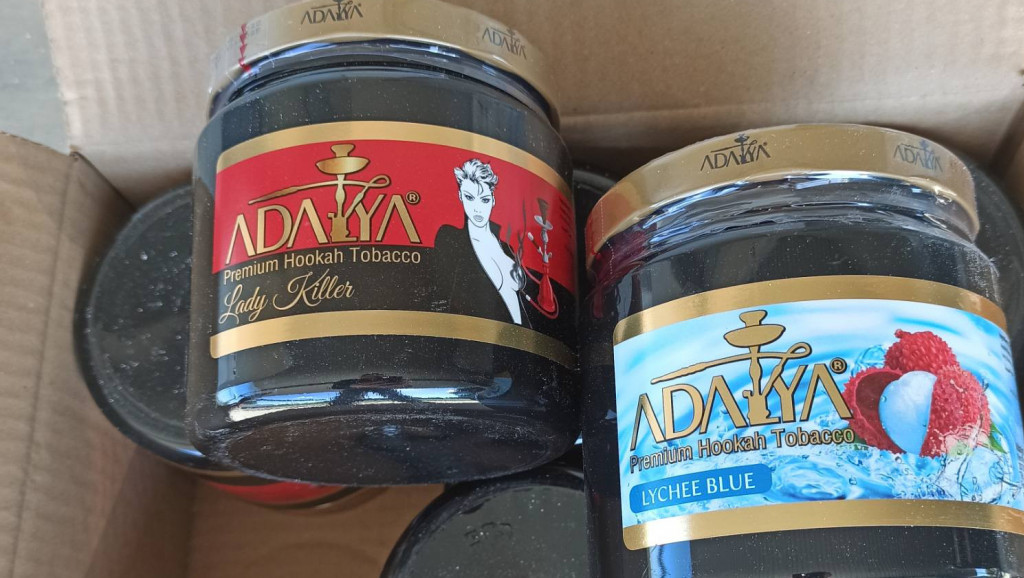 ADALYA
ADALYA
ADALYA®
Premium Hookah Tobacco
Lady Killer
ADALYA
ADALYA
ADALYA®
Premium Hookah Tobacco
LYCHEE BLUE